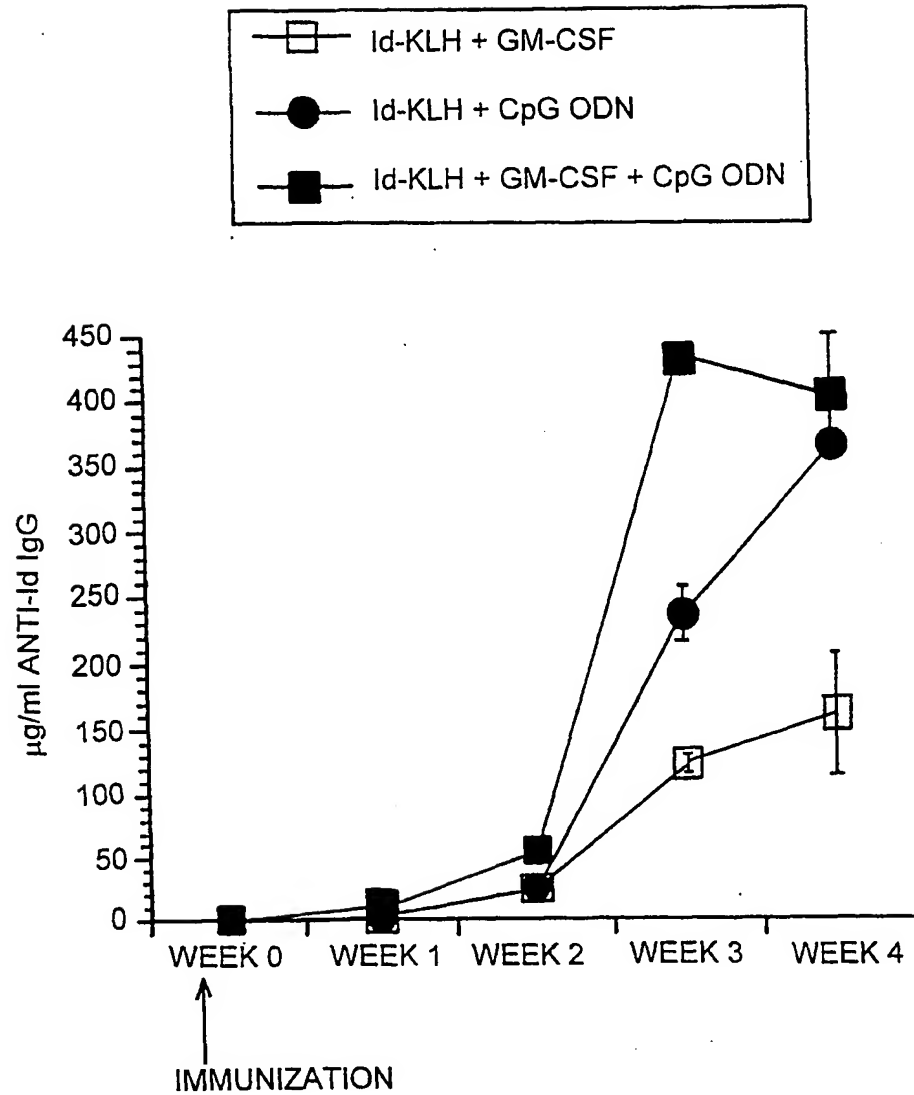 Id-KLH + GM-CSF
Id-KLH + CpG ODN
Id-KLH + GM-CSF + CpG ODN
450
400
350
300
250
200
150
100
50
0
µg/ml ANTI-Id IgG
WEEK 0 WEEK 1 WEEK 2 WEEK 3 WEEK 4
IMMUNIZATION